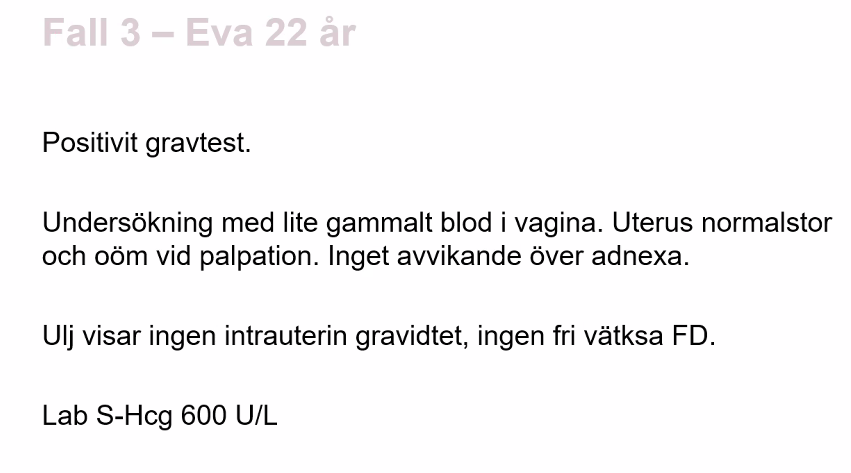 Fall 3 – Eva 22 år
Positivit gravtest.
Undersökning med lite gammalt blod i vagina. Uterus normalstor
och oöm vid palpation. Inget avvikande över adnexa.
Ulj visar ingen intrauterin gravidtet, ingen fri vätksa FD.
Lab S-Hcg 600 U/L